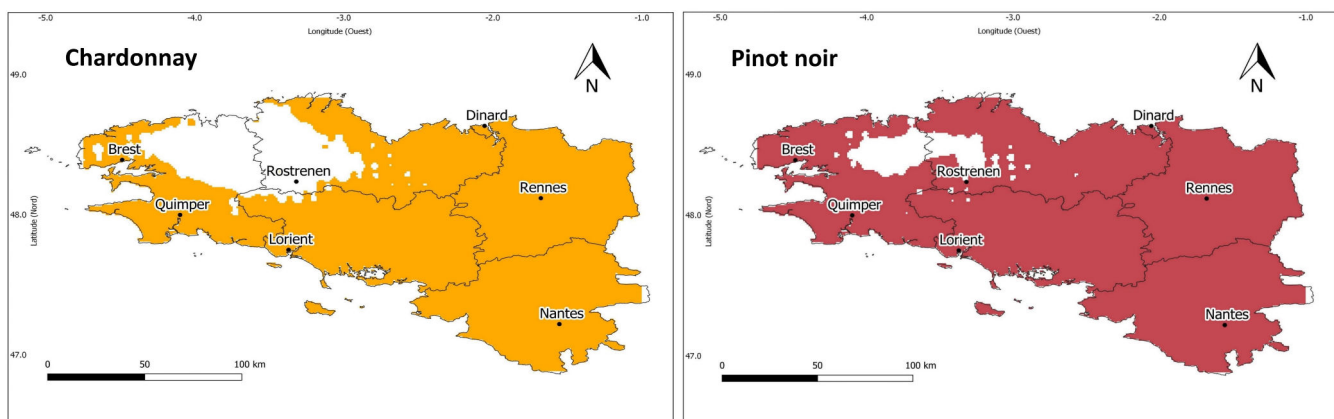 -5.0 -4.0 -3.0 -2.0 -1.0
Longitude (Ouest)
Chardonnay
N
49.0
48.0
47.0
Latitude (Nord)
Dinard
Brest
Rostrenen
Rennes
Quimper
Lorient
Nantes
0 50 100 km
-5.0 -4.0 -3.0 -2.0 -1.0
Longitude (Ouest)
Pinot noir
N
49.0
48.0
47.0
Latitude (Nord)
Dinard
Brest
Rostrenen
Rennes
Quimper
Lorient
Nantes
0 50 100 km